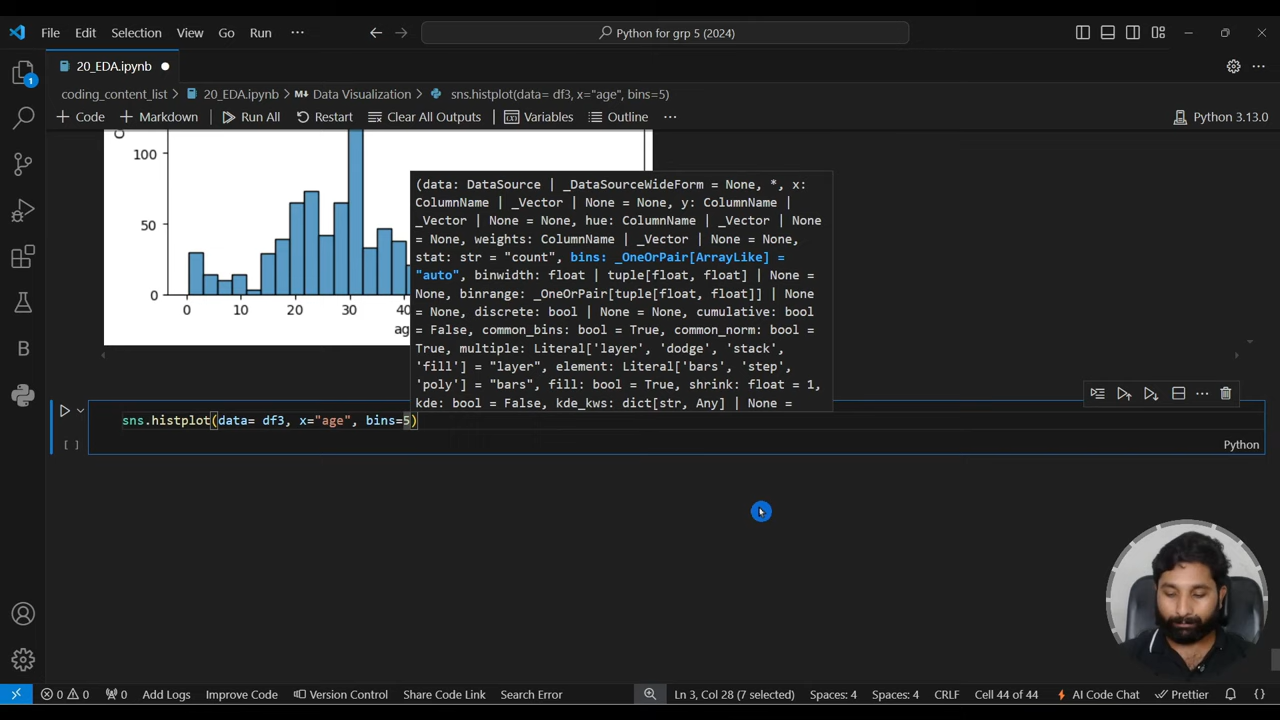 File Edit Selection View Go Run ··· Python for grp 5 (2024)
20_EDA.ipynb
1
coding_content_list > 20_EDA.ipynb > M↓ Data Visualization > sns.histplot(data= df3, x="age", bins=5)
+ Code + Markdown Run All Restart Clear All Outputs Variables Outline ··· Python 3.13.0
100
50
0
0 10 20 30 40
ag
(data: DataSource | _DataSourceWideForm = None, *, x:
ColumnName | _Vector | None = None, y: ColumnName |
_Vector | None = None, hue: ColumnName | _Vector | None
= None, weights: ColumnName | _Vector | None = None,
stat: str = "count", bins: _OneOrPair[ArrayLike] =
"auto", binwidth: float | tuple[float, float] | None =
None, binrange: _OneOrPair[tuple[float, float]] | None
= None, discrete: bool | None = None, cumulative: bool
= False, common_bins: bool = True, common_norm: bool =
True, multiple: Literal['layer', 'dodge', 'stack',
'fill'] = "layer", element: Literal['bars', 'step',
'poly'] = "bars", fill: bool = True, shrink: float = 1,
kde: bool = False, kde_kws: dict[str, Any] | None =
sns.histplot(data= df3, x="age", bins=5)
[ ] Python
B
0 0 0 Add Logs Improve Code Version Control Share Code Link Search Error Ln 3, Col 28 (7 selected) Spaces: 4 Spaces: 4 CRLF Cell 44 of 44 AI Code Chat Prettier